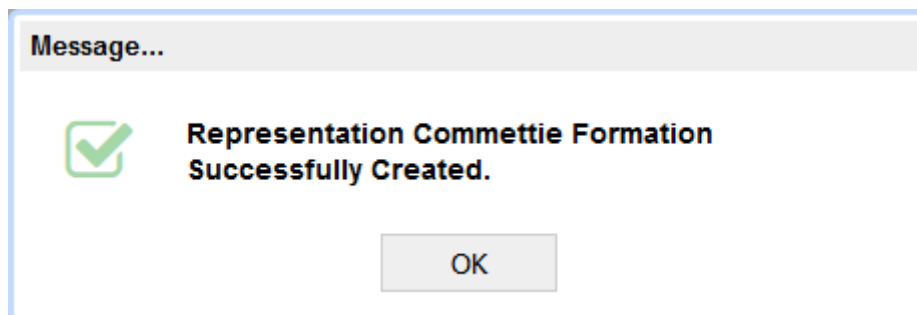 Message...
Representation Commettie Formation
Successfully Created.
OK